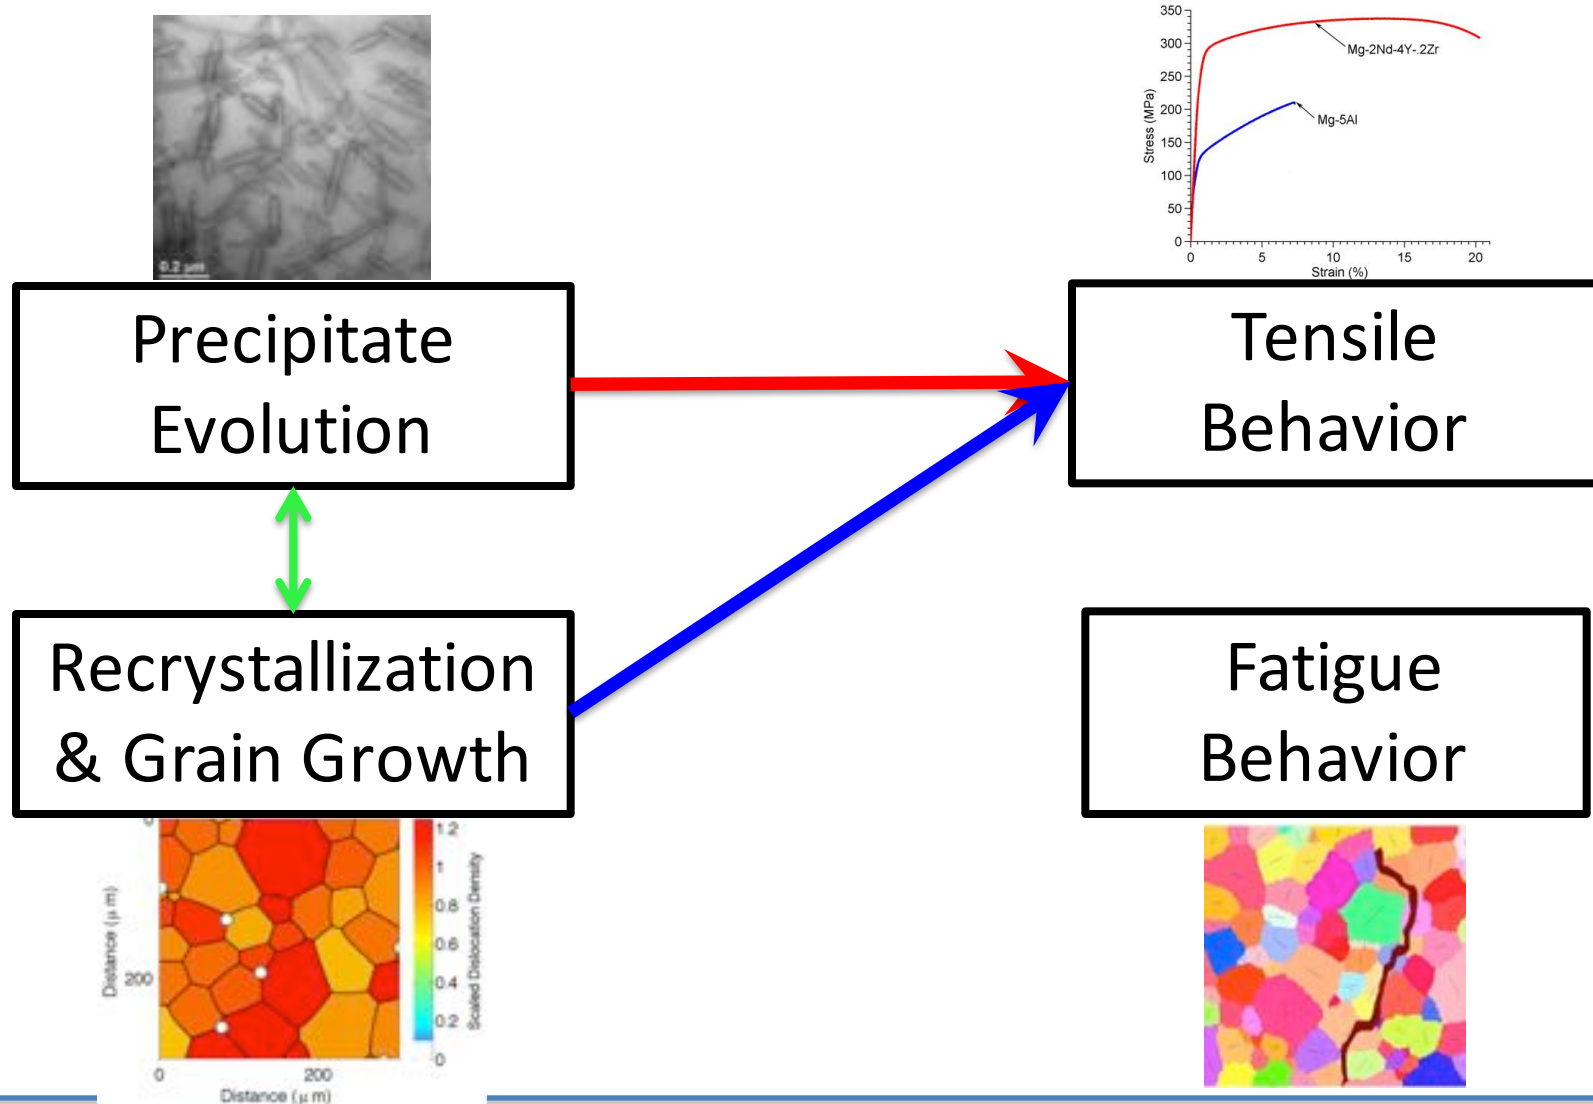 0.2 μm
350
300
250
200
150
100
50
0
Stress (MPa)
Mg-2Nd-4Y-.2Zr
Mg-5Al
0 5 10 15 20
Strain (%)
Precipitate
Evolution
Tensile
Behavior
Recrystallization
& Grain Growth
Fatigue
Behavior
0
200
Distance (μ m)
0 200
Distance (μ m)
1.2
1
0.8
0.6
0.4
0.2
0
Scaled Dislocation Density